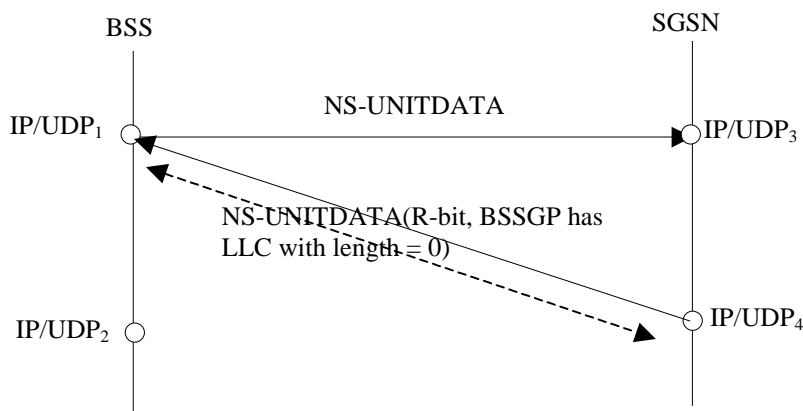 BSS
SGSN
NS-UNITDATA
IP/UDP1
IP/UDP3
NS-UNITDATA(R-bit, BSSGP has
LLC with length = 0)
IP/UDP2
IP/UDP4